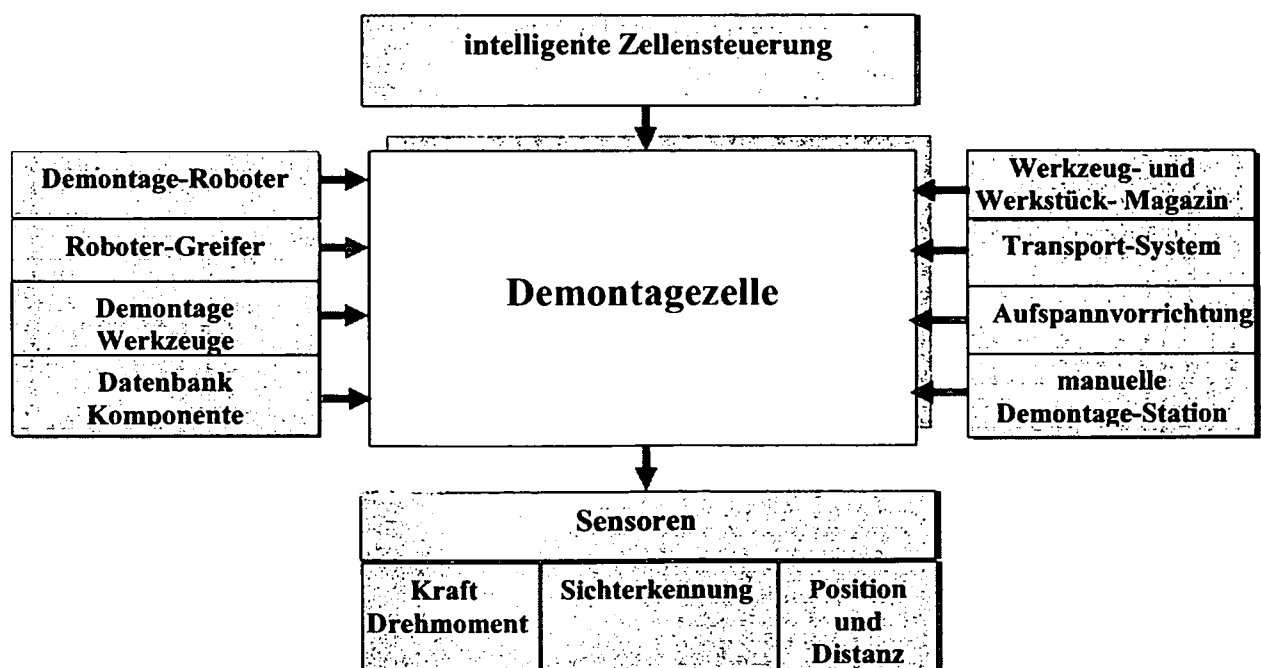 intelligente Zellensteuerung
Demontage-Roboter
Roboter-Greifer
Demontage
Werkzeuge
Datenbank
Komponente
Demontagezelle
Werkzeug- und
Werkstück- Magazin
Transport-System
Aufspannvorrichtung
manuelle
Demontage-Station
Sensoren
Kraft
Drehmoment
Sichterkennung
Position
und
Distanz